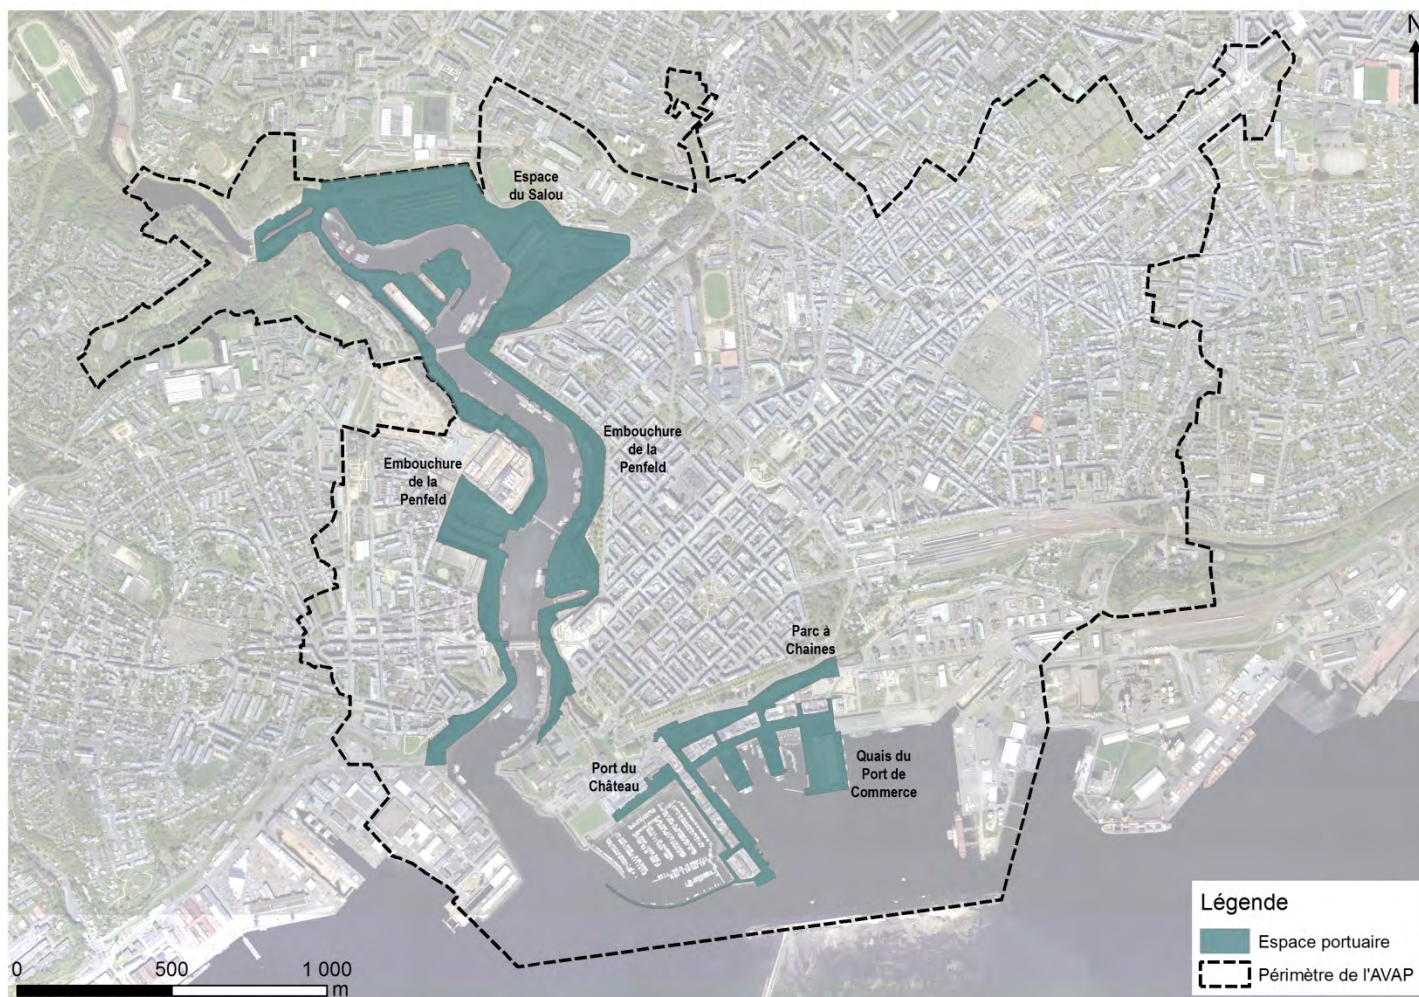 N
Espace
du Salou
Embouchure
de la
Penfeld
Embouchure
de la
Penfeld
Parc à
Chaines
Port du
Château
Quais du
Port de
Commerce
Légende
Espace portuaire
Périmètre de l'AVAP
0 500 1 000
m